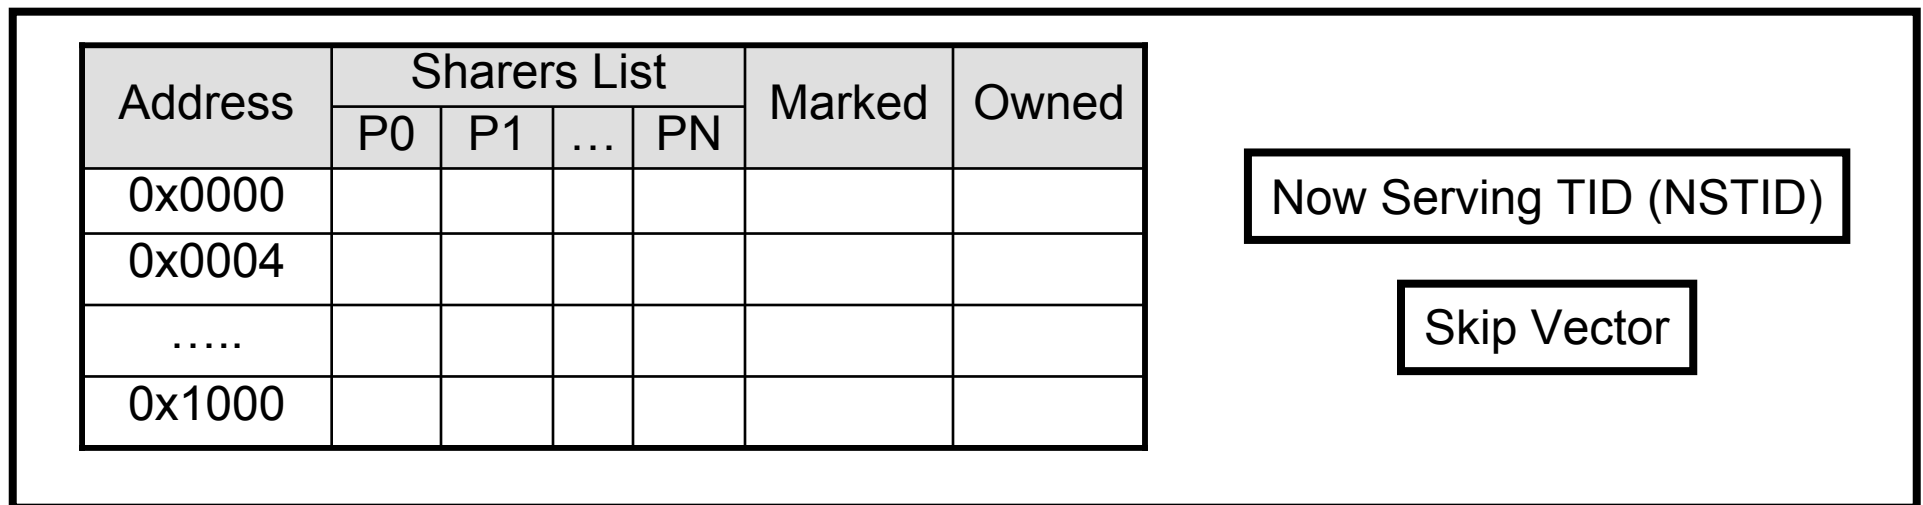 Address
Sharers List
Marked
Owned
P0
P1
…
PN
0x0000
0x0004
…..
0x1000
Now Serving TID (NSTID)
Skip Vector